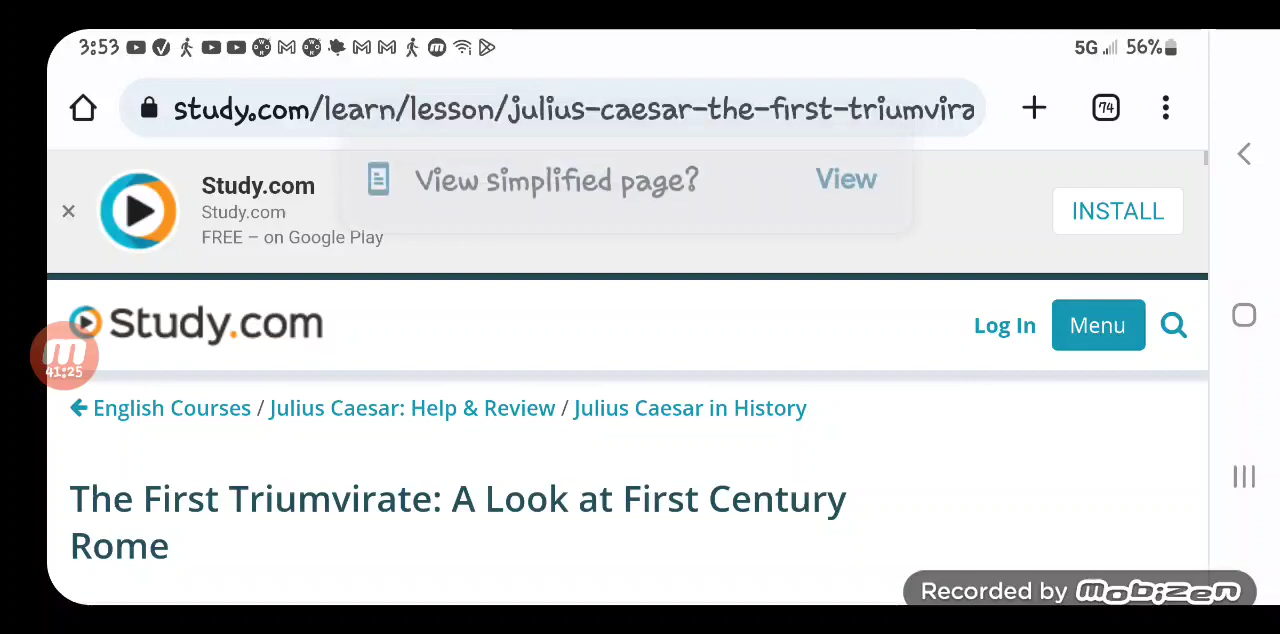 3:53 5G 56%
study.com/learn/lesson/julius-caesar-the-first-triumvira 74
View simplified page? View
Study.com
Study.com
FREE – on Google Play
INSTALL
Study.com
Log In Menu
41:25
English Courses / Julius Caesar: Help & Review / Julius Caesar in History
The First Triumvirate: A Look at First Century
Rome
Recorded by mobizen